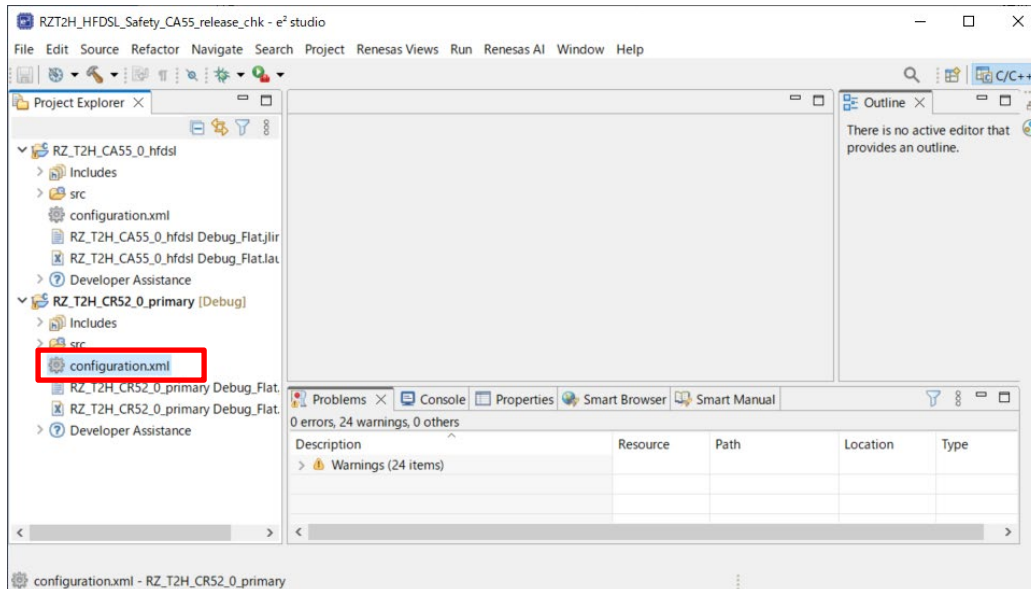 RZT2H_HFDSL_Safety_CA55_release_chk - e² studio
File Edit Source Refactor Navigate Search Project Renesas Views Run Renesas AI Window Help
C/C++
Project Explorer
Outline
There is no active editor that
provides an outline.
RZ_T2H_CA55_0_hfdsl
Includes
src
configuration.xml
RZ_T2H_CA55_0_hfdsl Debug_Flat.jlin
RZ_T2H_CA55_0_hfdsl Debug_Flat.lau
Developer Assistance
RZ_T2H_CR52_0_primary [Debug]
Includes
src
configuration.xml
RZ_T2H_CR52_0_primary Debug_Flat.
RZ_T2H_CR52_0_primary Debug_Flat.
Developer Assistance
Problems Console Properties Smart Browser Smart Manual
0 errors, 24 warnings, 0 others
Description Resource Path Location Type
Warnings (24 items)
configuration.xml - RZ_T2H_CR52_0_primary